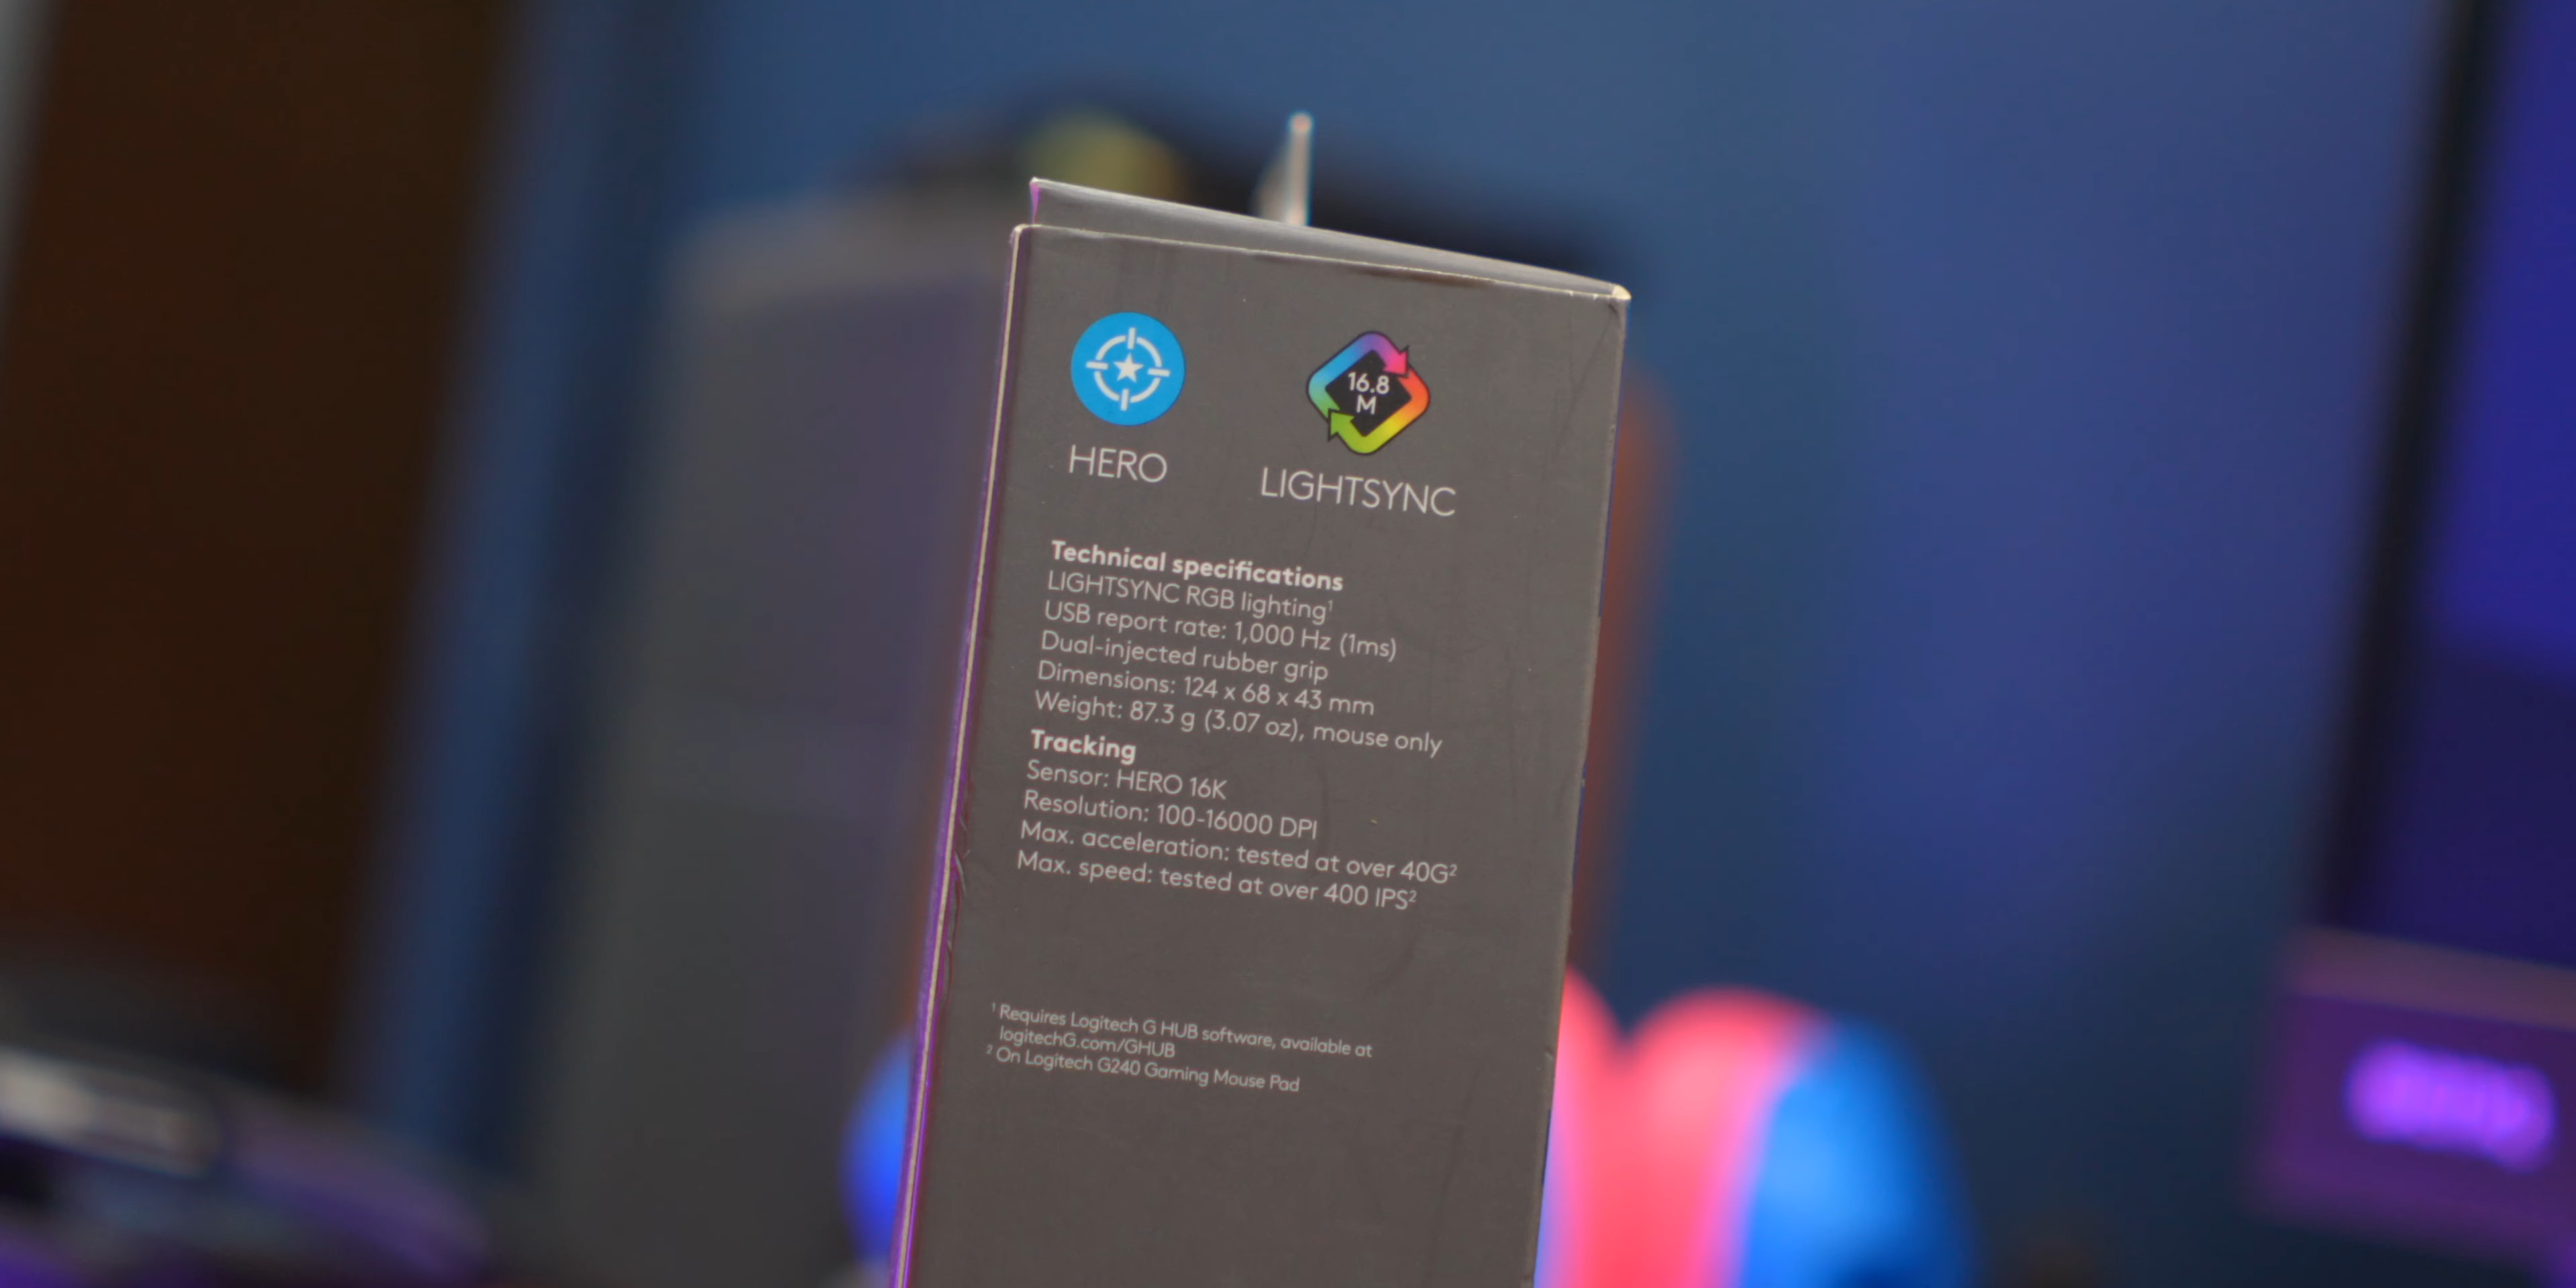 16.8
M
HERO
LIGHTSYNC
Technical specifications
LIGHTSYNC RGB lighting¹
USB report rate: 1,000 Hz (1ms)
Dual-injected rubber grip
Dimensions: 124 x 68 x 43 mm
Weight: 87.3 g (3.07 oz), mouse only
Tracking
Sensor: HERO 16K
Resolution: 100-16000 DPI
Max. acceleration: tested at over 40G²
Max. speed: tested at over 400 IPS²
¹ Requires Logitech G HUB software, available at
logitechG.com/GHUB
² On Logitech G240 Gaming Mouse Pad